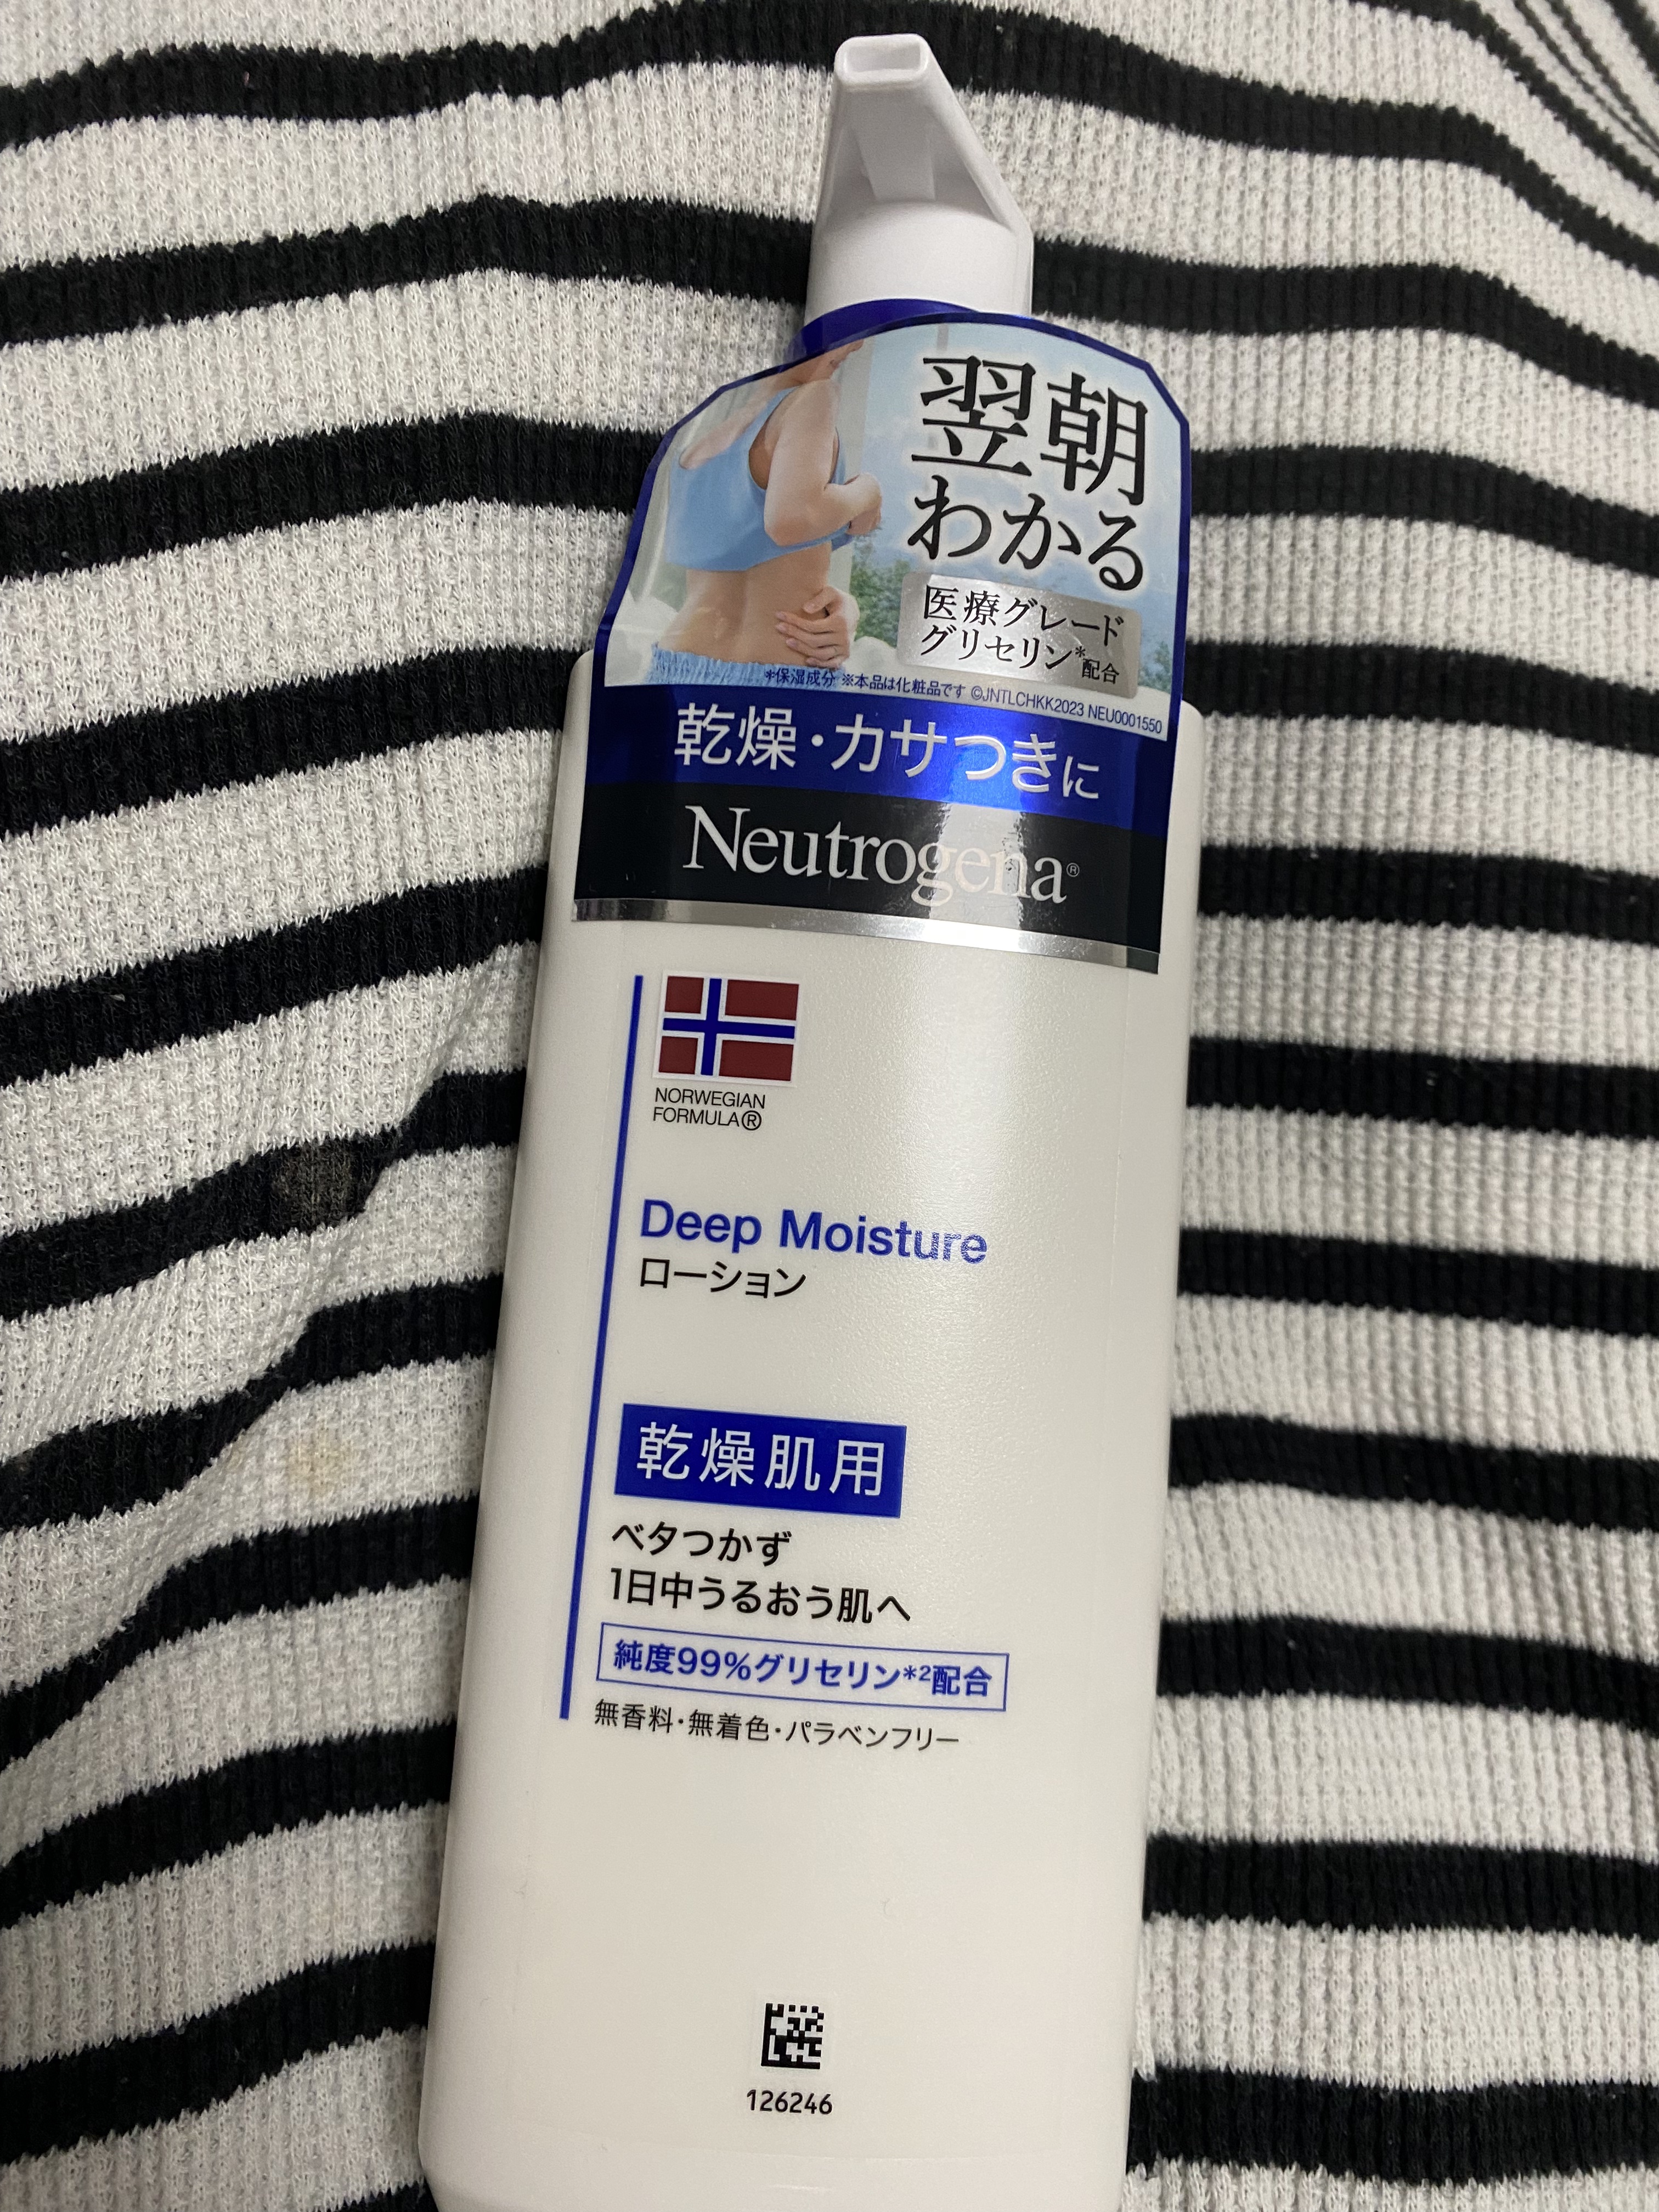 翌朝
わかる
医療グレード
グリセリン*配合
*保湿成分 ※本品は化粧品です ©JNTLCHKK2023 NEU0001550
乾燥・カサつきに
Neutrogena®
NORWEGIAN
FORMULA®
Deep Moisture
ローション
乾燥肌用
ベタつかず
1日中うるおう肌へ
純度99%グリセリン*2配合
無香料・無着色・パラベンフリー
126246